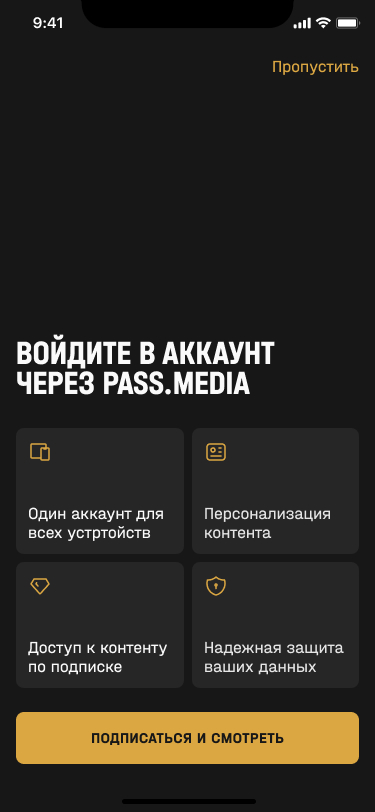 9:41
Пропустить
ВОЙДИТЕ В АККАУНТ
ЧЕРЕЗ PASS.MEDIA
Один аккаунт для
всех устртойств
Персонализация
контента
Доступ к контенту
по подписке
Надежная защита
ваших данных
ПОДПИСАТЬСЯ И СМОТРЕТЬ